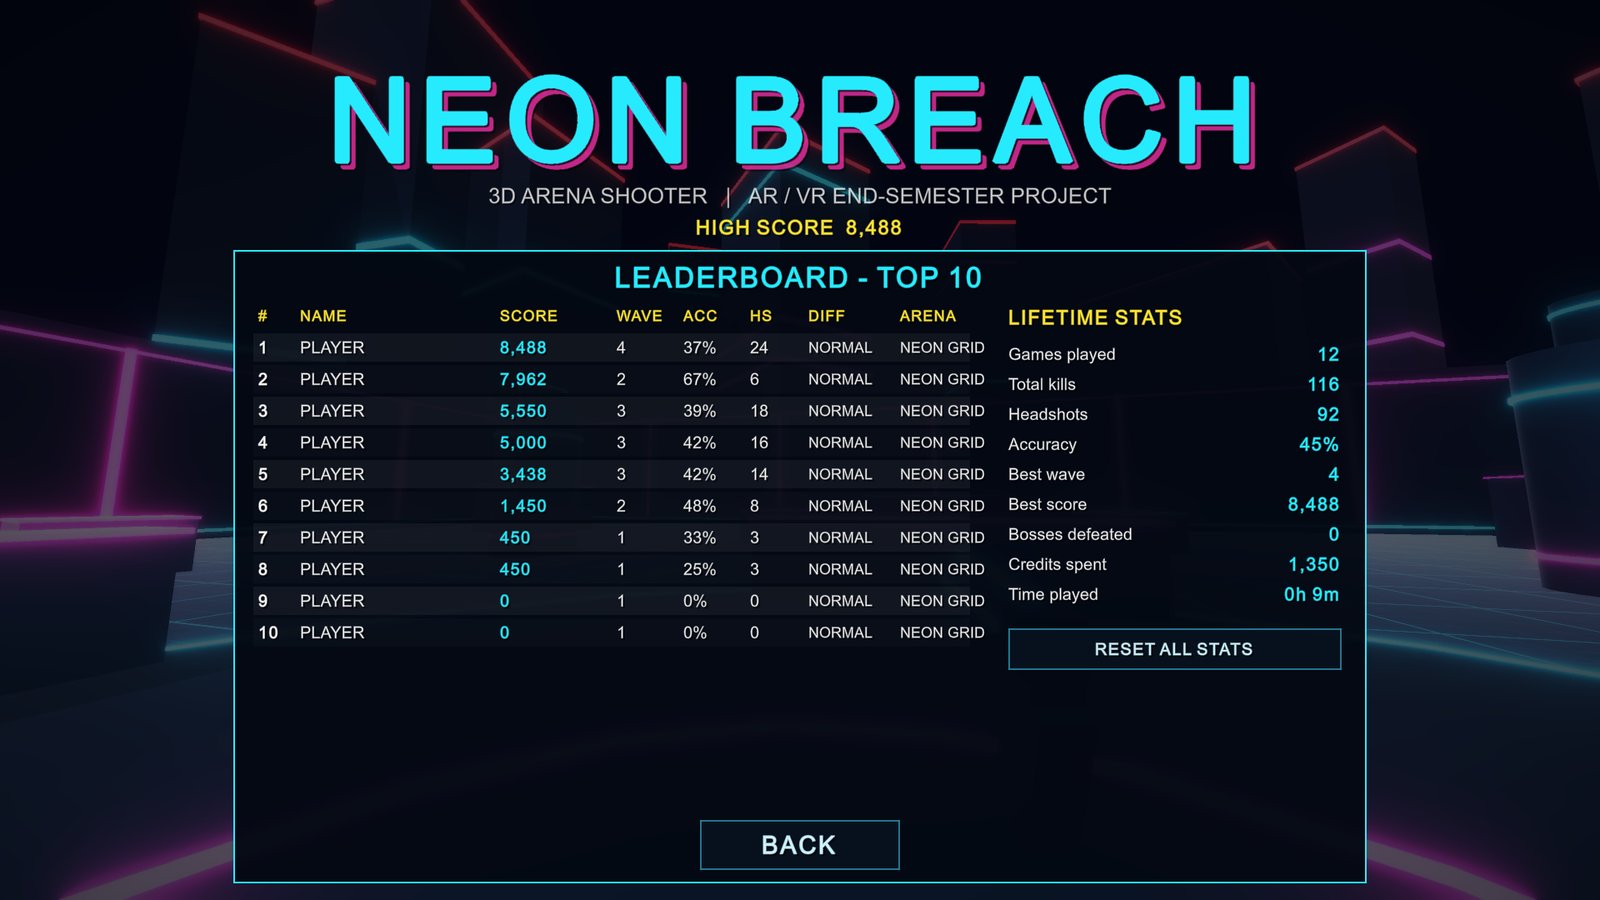 NEON BREACH
3D ARENA SHOOTER | AR / VR END-SEMESTER PROJECT
HIGH SCORE 8,488
LEADERBOARD - TOP 10
# NAME SCORE WAVE ACC HS DIFF ARENA
1 PLAYER 8,488 4 37% 24 NORMAL NEON GRID
2 PLAYER 7,962 2 67% 6 NORMAL NEON GRID
3 PLAYER 5,550 3 39% 18 NORMAL NEON GRID
4 PLAYER 5,000 3 42% 16 NORMAL NEON GRID
5 PLAYER 3,438 3 42% 14 NORMAL NEON GRID
6 PLAYER 1,450 2 48% 8 NORMAL NEON GRID
7 PLAYER 450 1 33% 3 NORMAL NEON GRID
8 PLAYER 450 1 25% 3 NORMAL NEON GRID
9 PLAYER 0 1 0% 0 NORMAL NEON GRID
10 PLAYER 0 1 0% 0 NORMAL NEON GRID
LIFETIME STATS
Games played 12
Total kills 116
Headshots 92
Accuracy 45%
Best wave 4
Best score 8,488
Bosses defeated 0
Credits spent 1,350
Time played 0h 9m
RESET ALL STATS
BACK